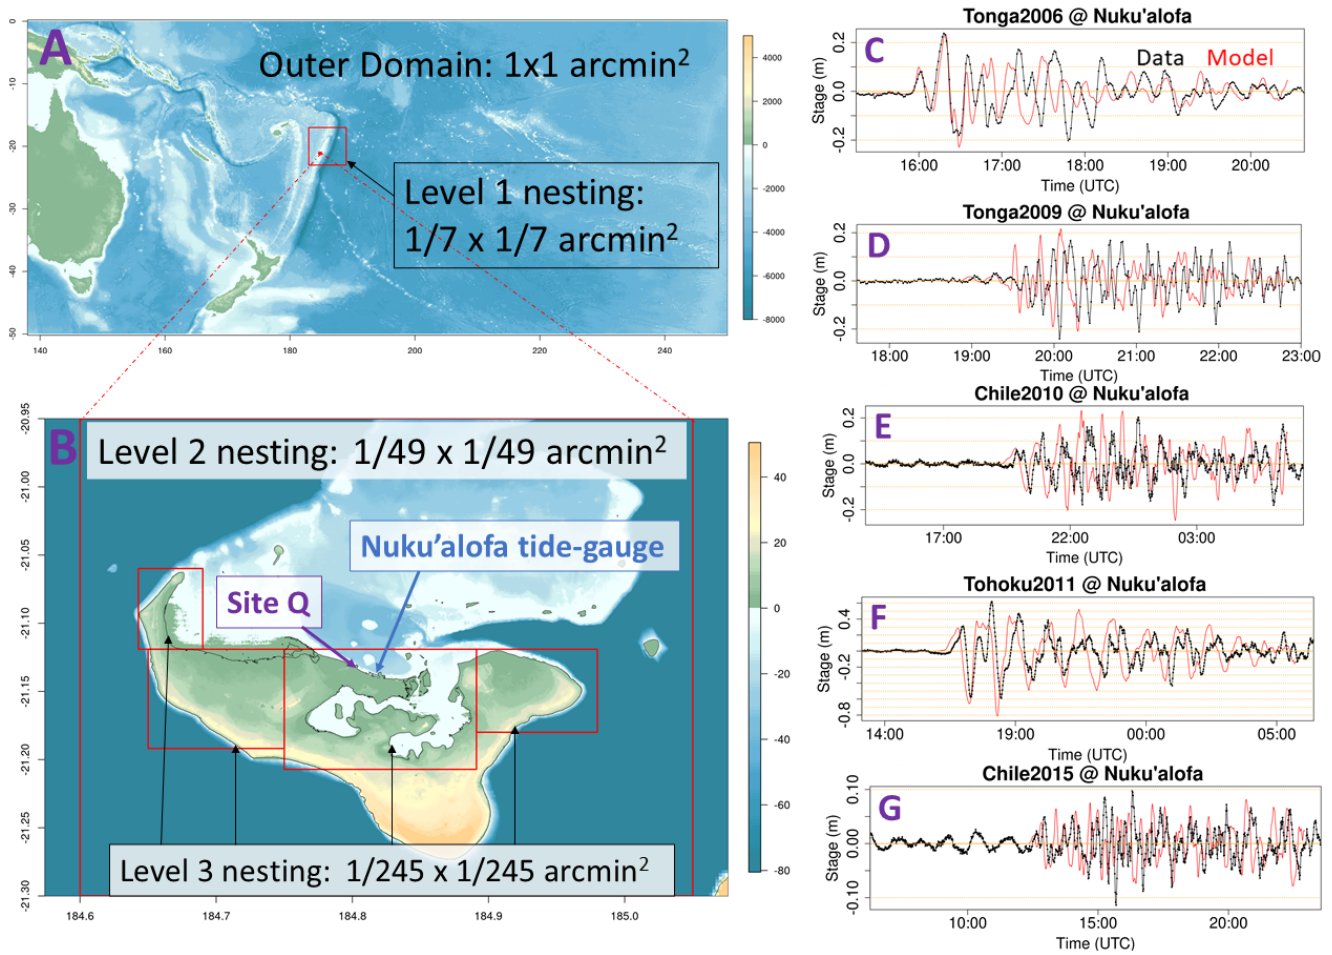 A
Outer Domain: 1x1 arcmin²
Level 1 nesting:
1/7 x 1/7 arcmin²
0
-10
-20
-30
-40
-50
140
160
180
200
220
240
4000
2000
0
-2000
-4000
-6000
-8000
B
Level 2 nesting: 1/49 x 1/49 arcmin²
Nuku'alofa tide-gauge
Site Q
Level 3 nesting: 1/245 x 1/245 arcmin²
-20.95
-21.00
-21.05
-21.10
-21.15
-21.20
-21.25
-21.30
184.6
184.7
184.8
184.9
185.0
40
20
0
-20
-40
-60
-80
Tonga2006 @ Nuku'alofa
C
Data Model
Stage (m)
0.2
0.0
-0.2
16:00
17:00
18:00
19:00
20:00
Time (UTC)
Tonga2009 @ Nuku'alofa
D
Stage (m)
0.2
0.0
-0.2
18:00
19:00
20:00
21:00
22:00
23:00
Time (UTC)
Chile2010 @ Nuku'alofa
E
Stage (m)
0.2
0.0
-0.2
17:00
22:00
03:00
Time (UTC)
Tohoku2011 @ Nuku'alofa
F
Stage (m)
0.4
-0.2
-0.8
14:00
19:00
00:00
05:00
Time (UTC)
Chile2015 @ Nuku'alofa
G
Stage (m)
0.10
0.00
-0.10
10:00
15:00
20:00
Time (UTC)